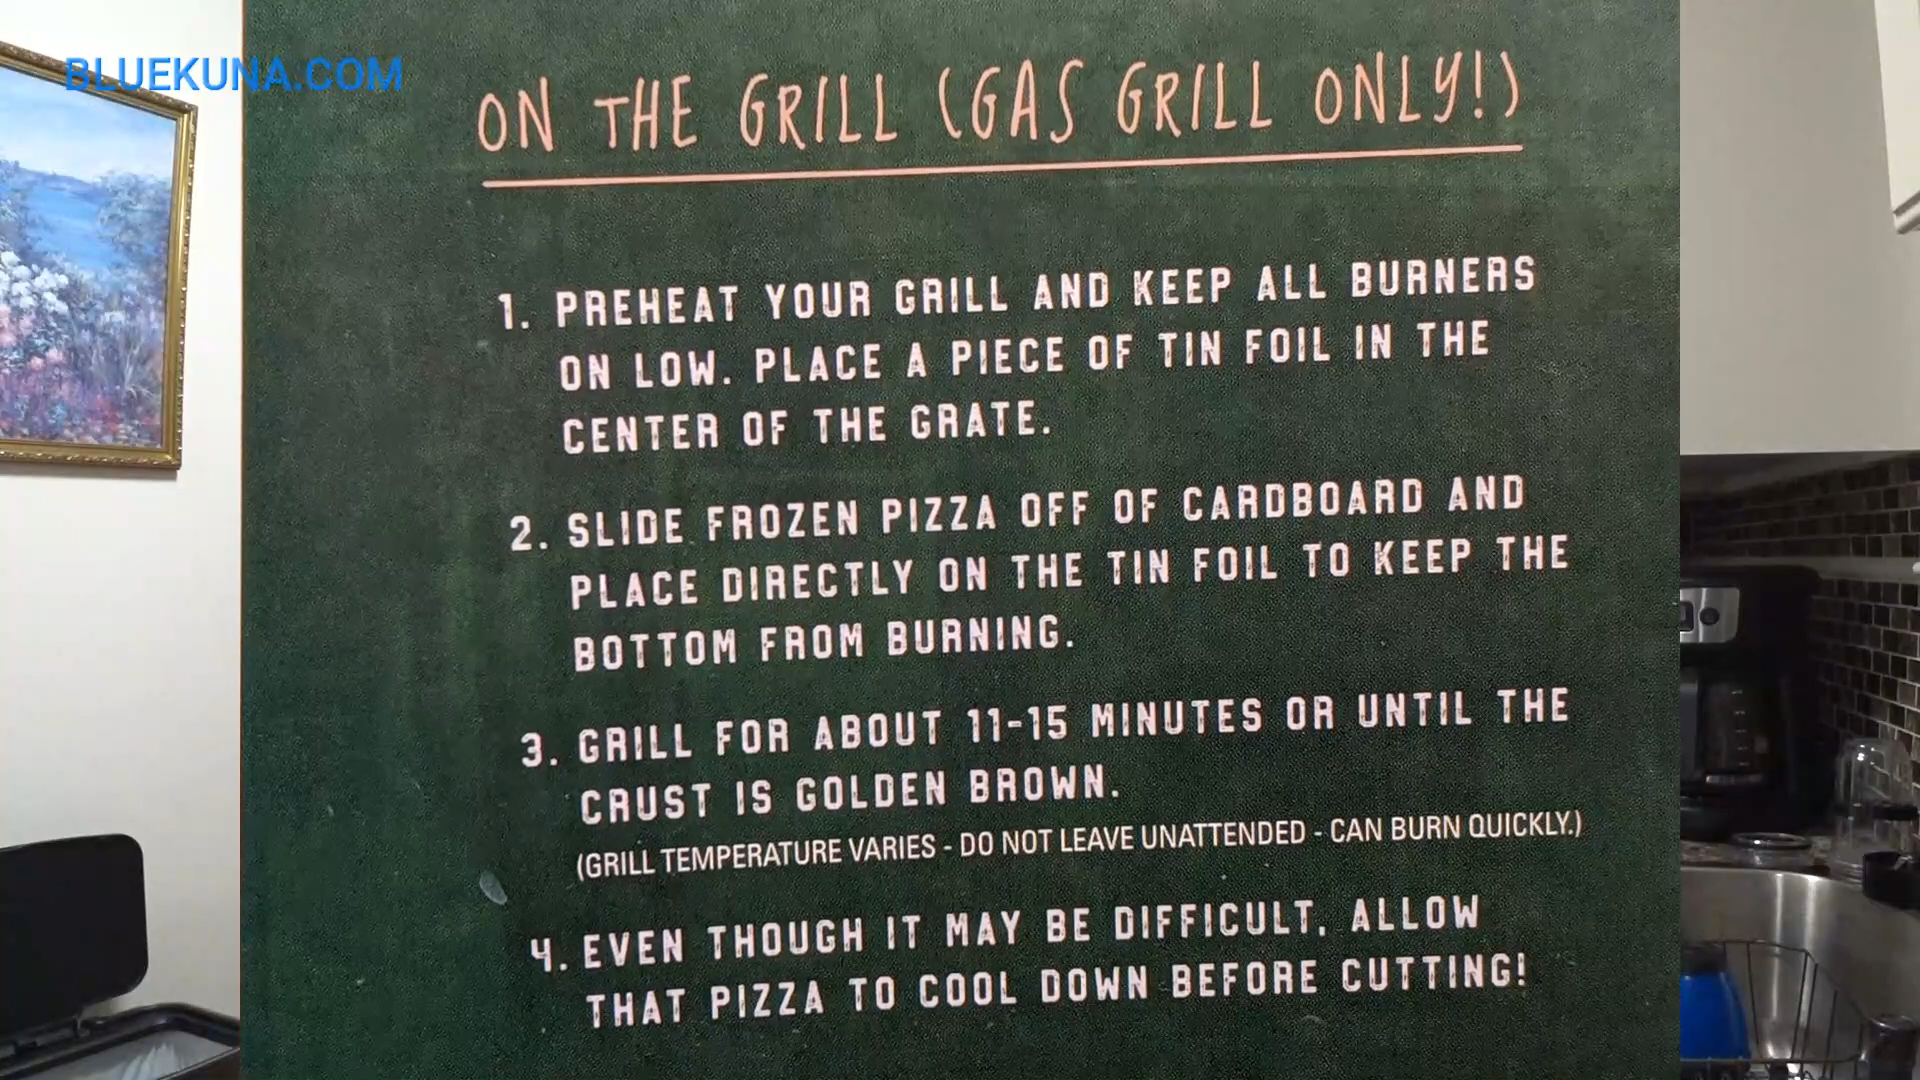 BLUEKUNA.COM
ON THE GRILL (GAS GRILL ONLY!)
1. PREHEAT YOUR GRILL AND KEEP ALL BURNERS
ON LOW. PLACE A PIECE OF TIN FOIL IN THE
CENTER OF THE GRATE.
2. SLIDE FROZEN PIZZA OFF OF CARDBOARD AND
PLACE DIRECTLY ON THE TIN FOIL TO KEEP THE
BOTTOM FROM BURNING.
3. GRILL FOR ABOUT 11-15 MINUTES OR UNTIL THE
CRUST IS GOLDEN BROWN.
(GRILL TEMPERATURE VARIES - DO NOT LEAVE UNATTENDED - CAN BURN QUICKLY.)
4. EVEN THOUGH IT MAY BE DIFFICULT, ALLOW
THAT PIZZA TO COOL DOWN BEFORE CUTTING!